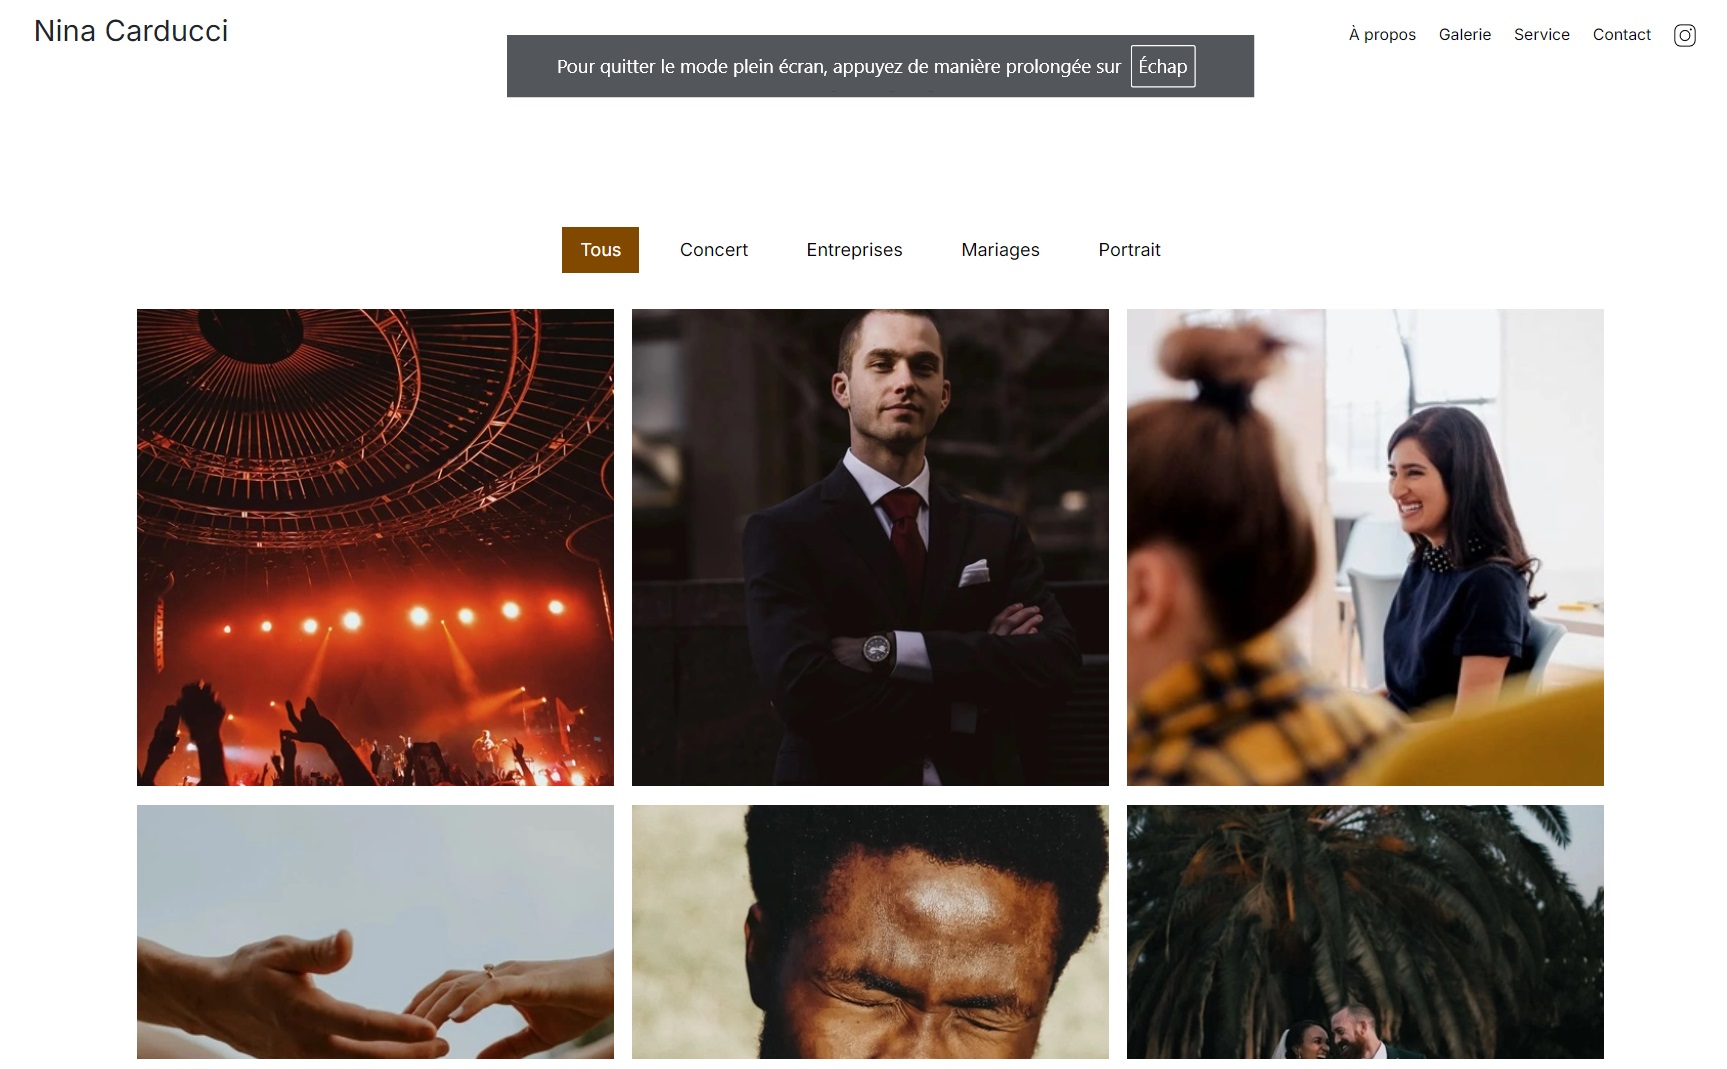 Nina Carducci
À propos Galerie Service Contact
Pour quitter le mode plein écran, appuyez de manière prolongée sur Échap
Tous Concert Entreprises Mariages Portrait